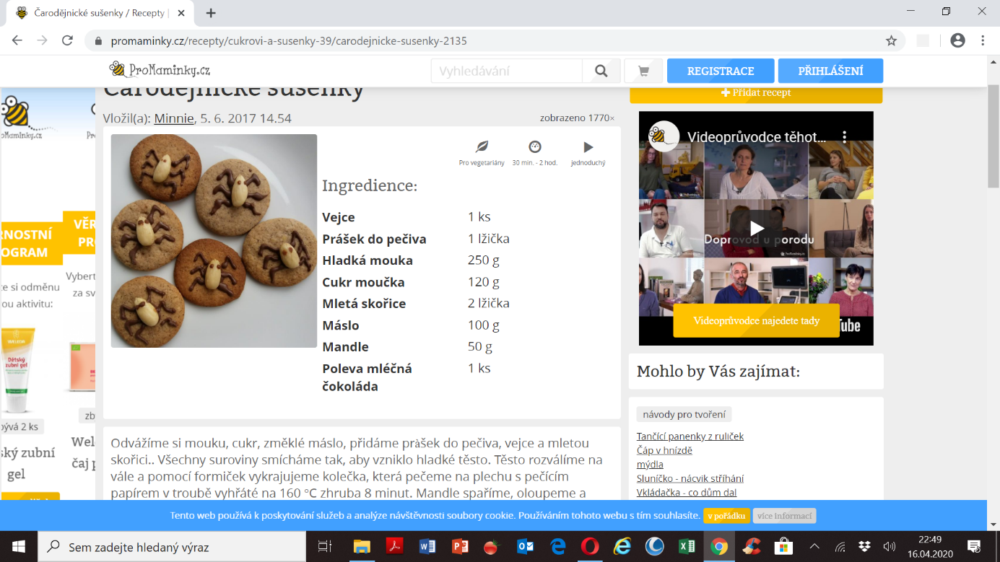 Čarodějnické sušenky / Recepty |
promaminky.cz/recepty/cukrovi-a-susenky-39/carodejnicke-susenky-2135
ProMaminky.cz
Vyhledávání
REGISTRACE
PŘIHLÁŠENÍ
Čarodějnické sušenky
Přidat recept
Vložil(a): Minnie, 5. 6. 2017 14.54
zobrazeno 1770×
Pro vegetariány
30 min. - 2 hod.
jednoduchý
Ingredience:
Vejce 1 ks
Prášek do pečiva 1 lžička
Hladká mouka 250 g
Cukr moučka 120 g
Mletá skořice 2 lžička
Máslo 100 g
Mandle 50 g
Poleva mléčná 1 ks
čokoláda
Odvážíme si mouku, cukr, změklé máslo, přidáme pràšek do pečiva, vejce a mletou
skořici.. Všechny suroviny smícháme tak, aby vzniklo hladké těsto. Těsto rozválíme na
vále a pomocí formiček vykrajujeme kolečka, která pečeme na plechu s pečícím
papírem v troubě vyhřáté na 160 °C zhruba 8 minut. Mandle spaříme, oloupeme a
Videoprůvodce těhot...
Doprovod u porodu
Videoprůvodce najedete tady
Tube
Mohlo by Vás zajímat:
návody pro tvoření
Tančící panenky z ruliček
Čáp v hnízdě
mýdla
Sluníčko - nácvik stříhání
Vkládačka - co dům dal
RNOSTNÍ
OGRAM
te si odměnu
ou aktivitu:
WELEDA
Dětský
zubní gel
bývá 2 ks
ský zubní
gel
VĚR
PR
Vybert
za sv
zb
Wel
čaj p
Tento web používá k poskytování služeb a analýze návštěvnosti soubory cookie. Používáním tohoto webu s tím souhlasíte.
v pořádku
více informací
Sem zadejte hledaný výraz
22:49
16.04.2020